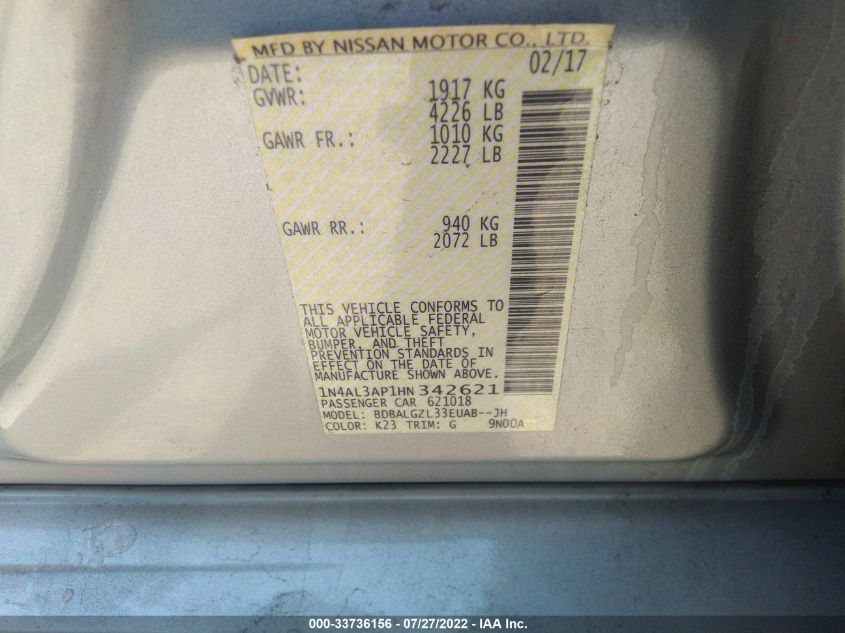 MFD BY NISSAN MOTOR CO., LTD.
DATE: 02/17
GVWR: 1917 KG
4226 LB
GAWR FR.: 1010 KG
2227 LB
GAWR RR.: 940 KG
2072 LB
THIS VEHICLE CONFORMS TO
ALL APPLICABLE FEDERAL
MOTOR VEHICLE SAFETY,
BUMPER, AND THEFT
PREVENTION STANDARDS IN
EFFECT ON THE DATE OF
MANUFACTURE SHOWN ABOVE.
1N4AL3AP1HN 342621
PASSENGER CAR 621018
MODEL: BDBALGZL33EUAB--JH
COLOR: K23 TRIM: G 9N00A
000-33736156 - 07/27/2022 - IAA Inc.